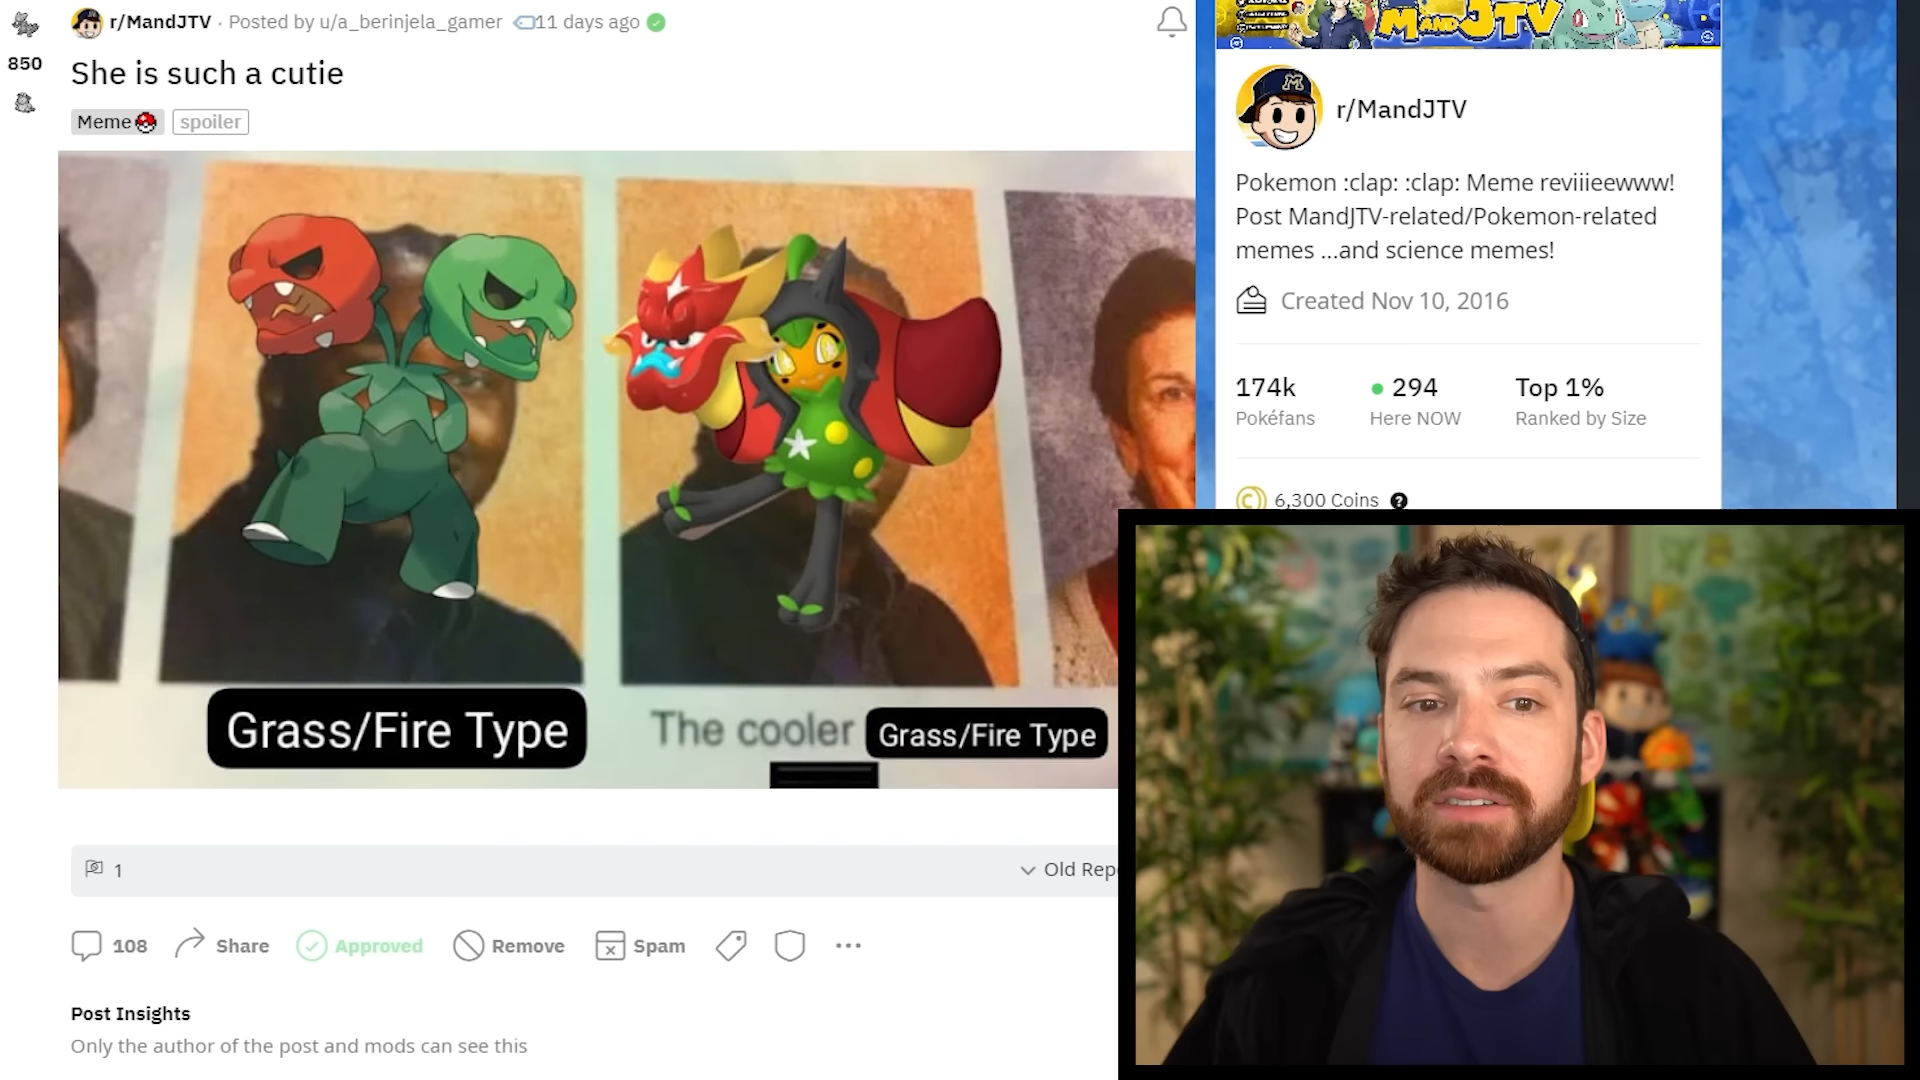 r/MandJTV · Posted by u/a_berinjela_gamer 11 days ago
850
She is such a cutie
Meme
spoiler
Grass/Fire Type
The cooler Grass/Fire Type
1
Old Rep
108
Share
Approved
Remove
Spam
Post Insights
Only the author of the post and mods can see this
MANDJTV
M
r/MandJTV
Pokemon :clap: :clap: Meme reviiieewww!
Post MandJTV-related/Pokemon-related
memes ...and science memes!
Created Nov 10, 2016
174k
Pokéfans
294
Here NOW
Top 1%
Ranked by Size
6,300 Coins